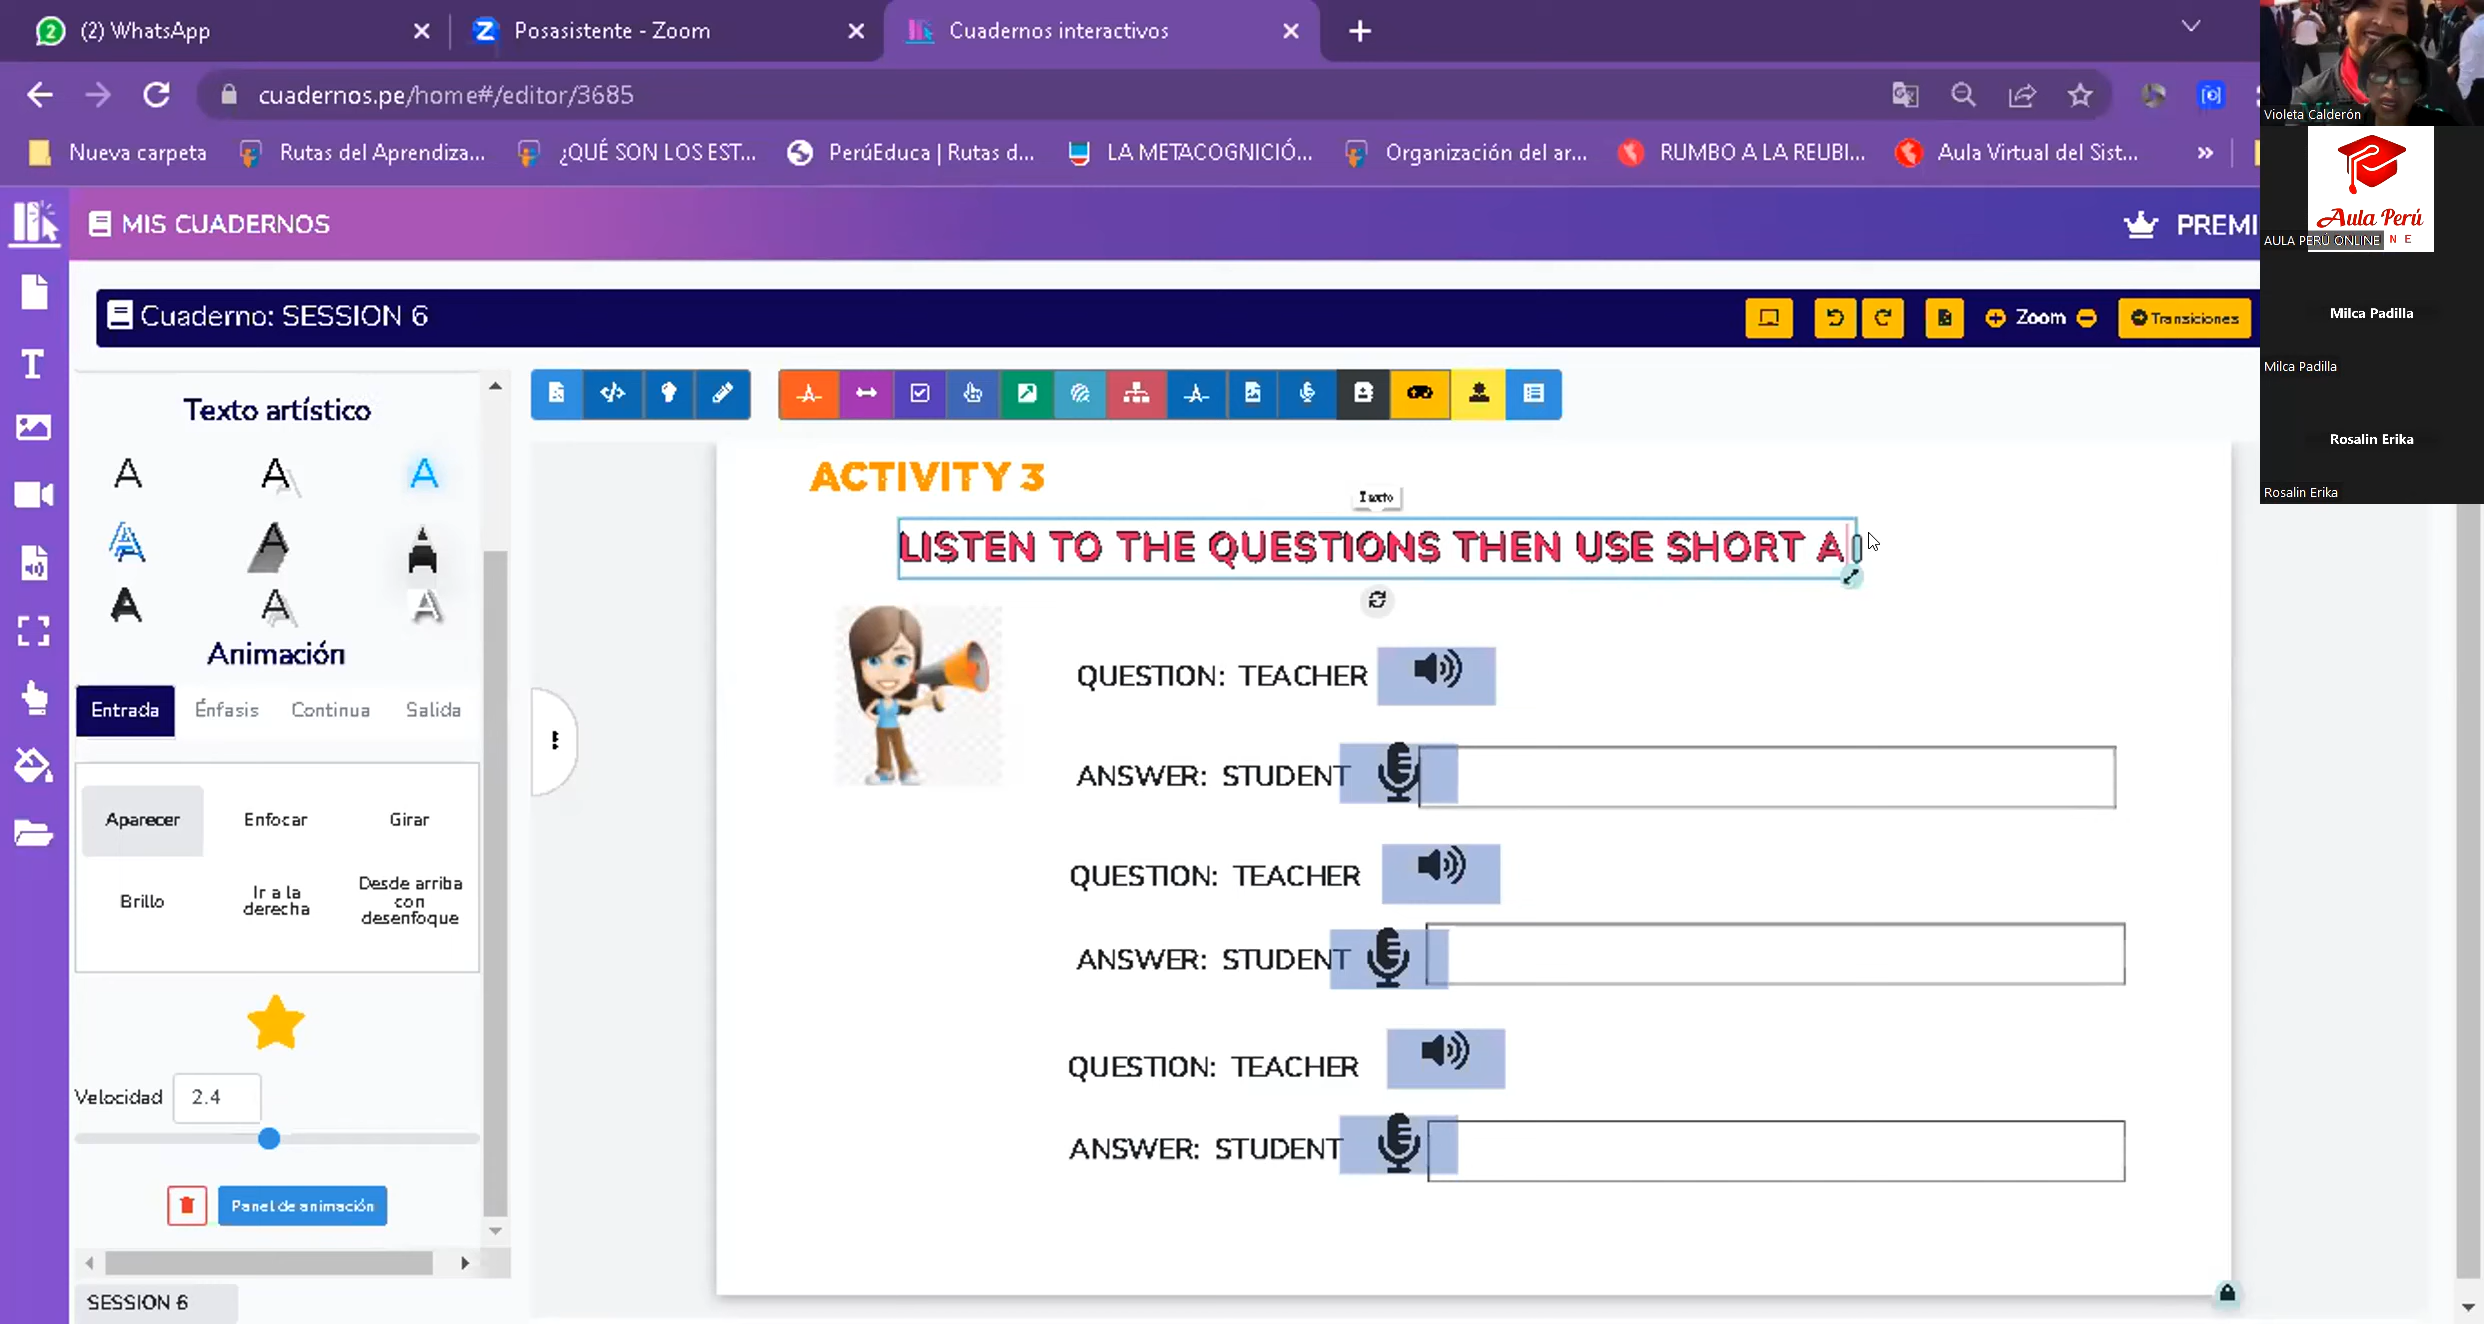 (2) WhatsApp
Posasistente - Zoom
Cuadernos interactivos
cuadernos.pe/home#/editor/3685
Nueva carpeta
Rutas del Aprendiza...
¿QUÉ SON LOS EST...
PerúEduca | Rutas d...
LA METACOGNICIÓ...
Organización del ar...
RUMBO A LA REUBI...
Aula Virtual del Sist...
MIS CUADERNOS
PREMI
Cuaderno: SESSION 6
Zoom
Transiciones
Texto artístico
Animación
Entrada
Énfasis
Continua
Salida
Aparecer
Enfocar
Girar
Brillo
Ir a la
derecha
Desde arriba
con
desenfoque
Velocidad
2.4
Panel de animación
SESSION 6
ACTIVITY 3
Texto
LISTEN TO THE QUESTIONS THEN USE SHORT A
QUESTION: TEACHER
ANSWER: STUDENT
QUESTION: TEACHER
ANSWER: STUDENT
QUESTION: TEACHER
ANSWER: STUDENT
Violeta Calderón
Aula Perú
AULA PERÚ ONLINE
N E
Milca Padilla
Milca Padilla
Rosalin Erika
Rosalin Erika